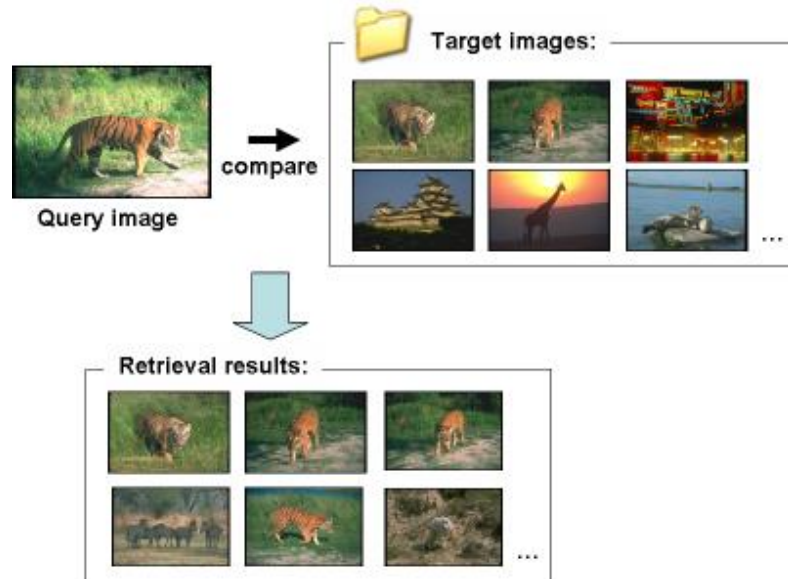 Target images:
compare
Query image
...
Retrieval results:
...